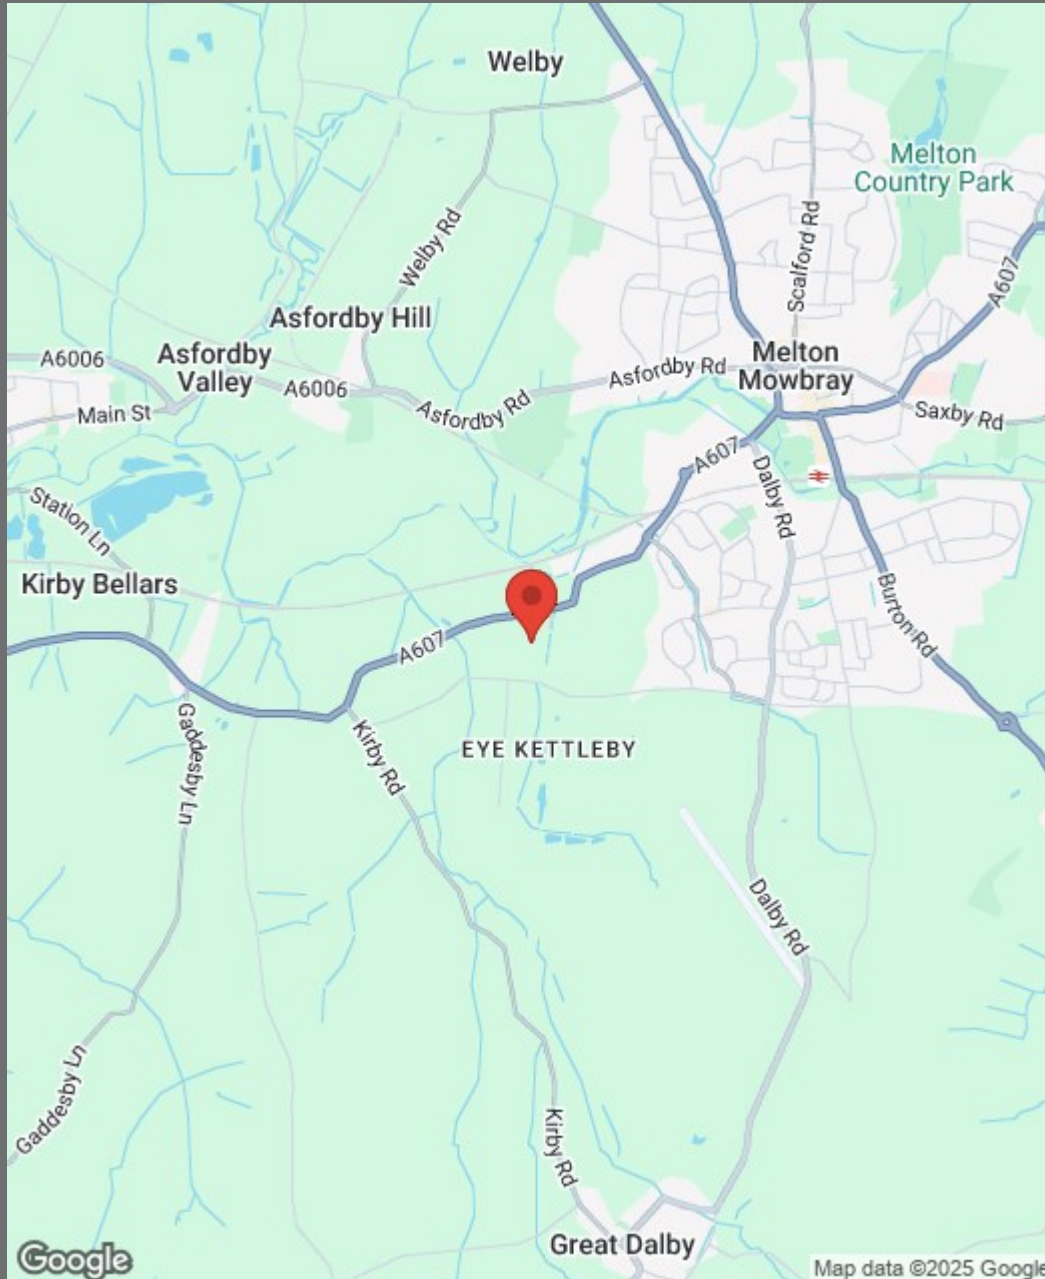 Welby
Melton
Country Park
Scalford Rd
Welby Rd
A607
Asfordby Hill
A6006
Asfordby
Valley
A6006
Asfordby Rd
Melton
Mowbray
Main St
Asfordby Rd
Saxby Rd
A607
Dalby Rd
Station Ln
Kirby Bellars
Burton Rd
A607
Gaddesby Ln
Kirby Rd
EYE KETTLEBY
Dalby Rd
Gaddesby Ln
Kirby Rd
Great Dalby
Google
Map data ©2025 Google